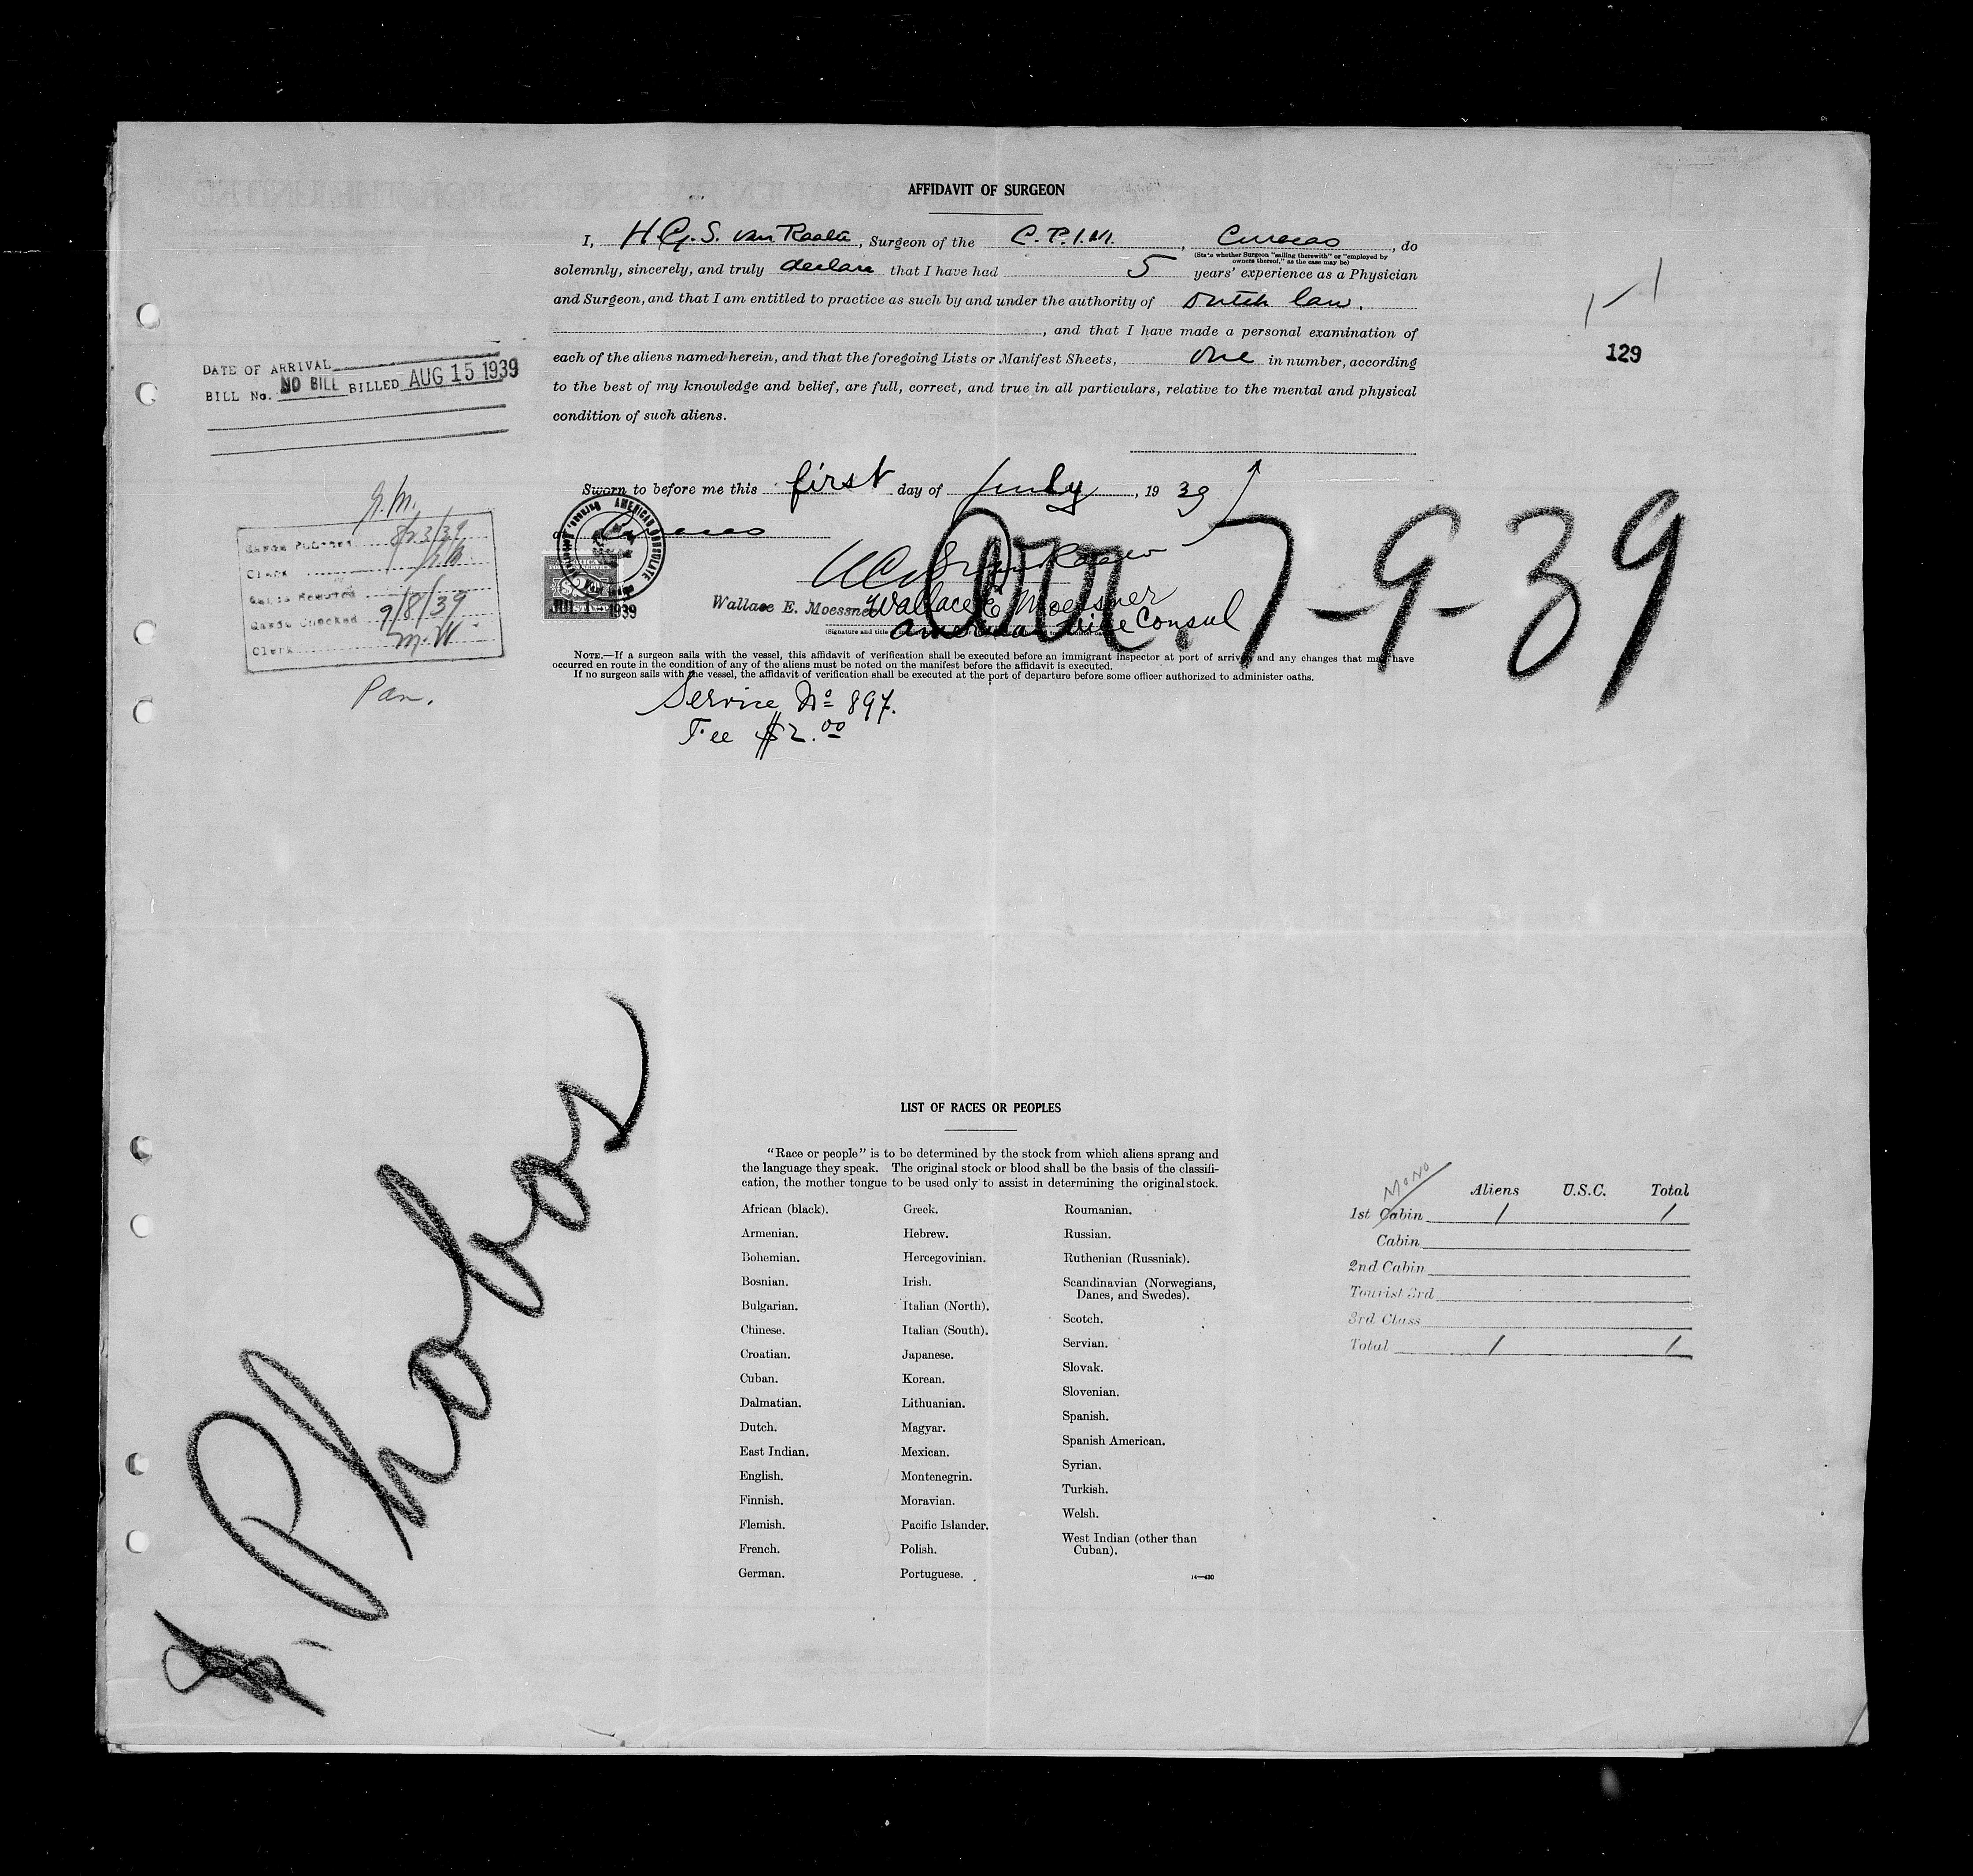 AFFIDAVIT OF SURGEON
I, H.G.S. van Raalte, Surgeon of the C.P.I.M., Curacao, do
(State whether Surgeon "sailing therewith" or "employed by owners thereof," as the case may be)
solemnly, sincerely, and truly declare that I have had 5 years' experience as a Physician
and Surgeon, and that I am entitled to practice as such by and under the authority of Dutch law.
, and that I have made a personal examination of
each of the aliens named herein, and that the foregoing Lists or Manifest Sheets, one in number, according
to the best of my knowledge and belief, are full, correct, and true in all particulars, relative to the mental and physical
condition of such aliens.
129
DATE OF ARRIVAL
BILL No. NO BILL BILLED AUG 15 1939
Sworn to before me this first day of July, 1939
Curacao
AMERICAN CONSULATE
Arr. 7-9-39
Wallace E. Moessner
Wallace E Moessner
American Vice Consul
(Signature and title
NOTE.—If a surgeon sails with the vessel, this affidavit of verification shall be executed before an immigrant inspector at port of arrival, and any changes that may have
occurred en route in the condition of any of the aliens must be noted on the manifest before the affidavit is executed.
If no surgeon sails with the vessel, the affidavit of verification shall be executed at the port of departure before some officer authorized to administer oaths.
Service No 897.
Fee $2.00
G.M.
Cards Punched 8/23/39
Clerk
Cards Checked 9/8/39
Clerk M.W
Pan.
Phobos
LIST OF RACES OR PEOPLES
"Race or people" is to be determined by the stock from which aliens sprang and
the language they speak. The original stock or blood shall be the basis of the classifi-
cation, the mother tongue to be used only to assist in determining the original stock.
African (black).
Armenian.
Bohemian.
Bosnian.
Bulgarian.
Chinese.
Croatian.
Cuban.
Dalmatian.
Dutch.
East Indian.
English.
Finnish.
Flemish.
French.
German.
Greek.
Hebrew.
Hercegovinian.
Irish.
Italian (North).
Italian (South).
Japanese.
Korean.
Lithuanian.
Magyar.
Mexican.
Montenegrin.
Moravian.
Pacific Islander.
Polish.
Portuguese.
Roumanian.
Russian.
Ruthenian (Russniak).
Scandinavian (Norwegians,
Danes, and Swedes).
Scotch.
Servian.
Slovak.
Slovenian.
Spanish.
Spanish American.
Syrian.
Turkish.
Welsh.
West Indian (other than
Cuban).
14—430
MONO
Aliens U.S.C. Total
1st Cabin 1 1
Cabin
2nd Cabin
Tourist 3rd
3rd Class
Total 1 1